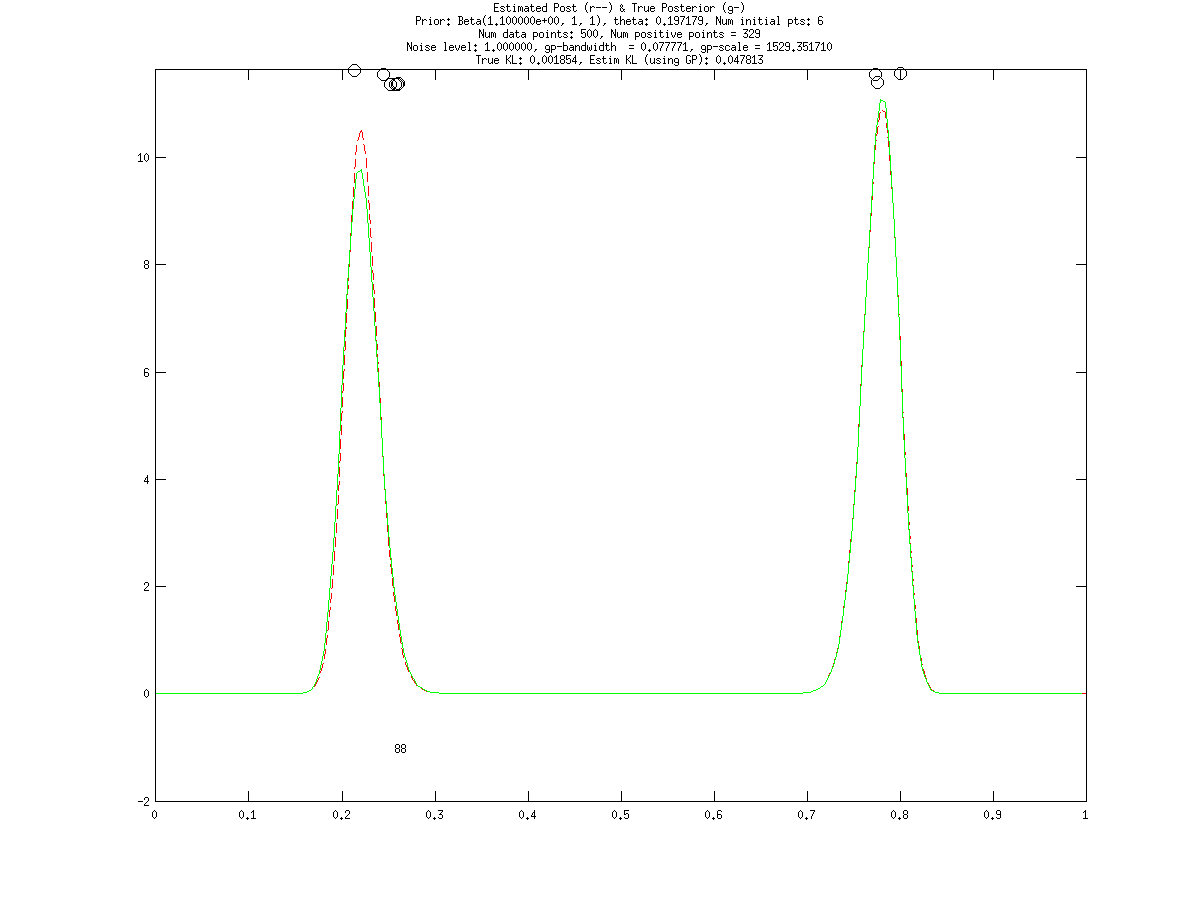 Estimated Post (r--) & True Posterior (g-)
Prior: Beta(1.100000e+00, 1, 1), theta: 0.197179, Num initial pts: 6
Num data points: 500, Num positive points = 329
Noise level: 1.000000, gp-bandwidth  = 0.077771, gp-scale = 1529.351710
True KL: 0.001854, Estim KL (using GP): 0.047813
10
8
6
4
2
0
88
-2
0 0.1 0.2 0.3 0.4 0.5 0.6 0.7 0.8 0.9 1